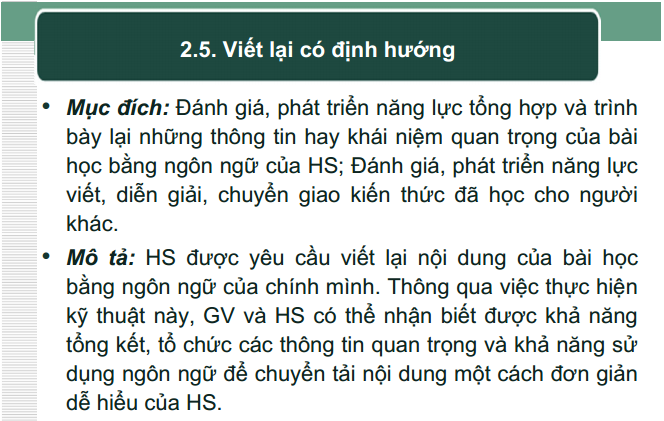 2.5. Viết lại có định hướng
• Mục đích: Đánh giá, phát triển năng lực tổng hợp và trình
bày lại những thông tin hay khái niệm quan trọng của bài
học bằng ngôn ngữ của HS; Đánh giá, phát triển năng lực
viết, diễn giải, chuyển giao kiến thức đã học cho người
khác.
• Mô tả: HS được yêu cầu viết lại nội dung của bài học
bằng ngôn ngữ của chính mình. Thông qua việc thực hiện
kỹ thuật này, GV và HS có thể nhận biết được khả năng
tổng kết, tổ chức các thông tin quan trọng và khả năng sử
dụng ngôn ngữ để chuyển tải nội dung một cách đơn giản
dễ hiểu của HS.